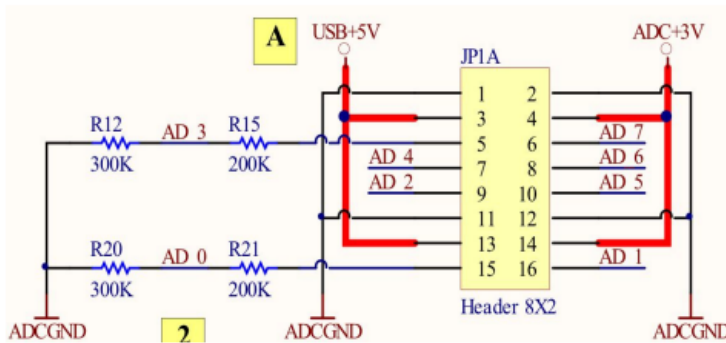 A USB+5V ADC+3V
JP1A
1 2
3 4
R12 AD 3 R15 5 6 AD 7
300K 200K AD 4 7 8 AD 6
AD 2 9 10 AD 5
11 12
13 14
R20 AD 0 R21 15 16 AD 1
300K 200K Header 8X2
ADCGND 2 ADCGND ADCGND